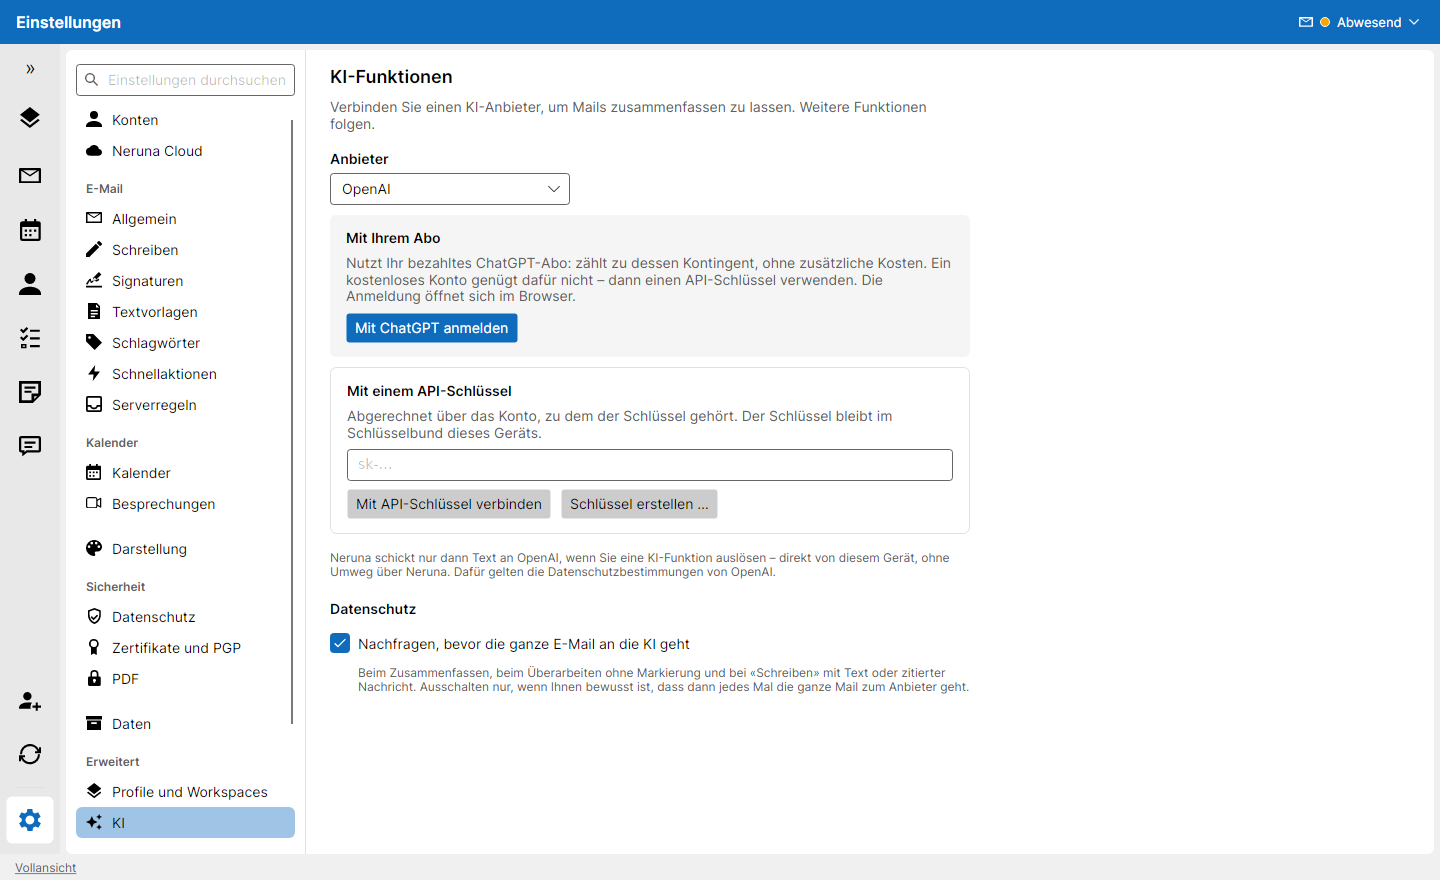 Einstellungen
Abwesend
Einstellungen durchsuchen
Konten
Neruna Cloud
E-Mail
Allgemein
Schreiben
Signaturen
Textvorlagen
Schlagwörter
Schnellaktionen
Serverregeln
Kalender
Kalender
Besprechungen
Darstellung
Sicherheit
Datenschutz
Zertifikate und PGP
PDF
Daten
Erweitert
Profile und Workspaces
KI
Vollansicht
KI-Funktionen
Verbinden Sie einen KI-Anbieter, um Mails zusammenfassen zu lassen. Weitere Funktionen
folgen.
Anbieter
OpenAI
Mit Ihrem Abo
Nutzt Ihr bezahltes ChatGPT-Abo: zählt zu dessen Kontingent, ohne zusätzliche Kosten. Ein
kostenloses Konto genügt dafür nicht – dann einen API-Schlüssel verwenden. Die
Anmeldung öffnet sich im Browser.
Mit ChatGPT anmelden
Mit einem API-Schlüssel
Abgerechnet über das Konto, zu dem der Schlüssel gehört. Der Schlüssel bleibt im
Schlüsselbund dieses Geräts.
sk-...
Mit API-Schlüssel verbinden
Schlüssel erstellen ...
Neruna schickt nur dann Text an OpenAI, wenn Sie eine KI-Funktion auslösen – direkt von diesem Gerät, ohne
Umweg über Neruna. Dafür gelten die Datenschutzbestimmungen von OpenAI.
Datenschutz
Nachfragen, bevor die ganze E-Mail an die KI geht
Beim Zusammenfassen, beim Überarbeiten ohne Markierung und bei «Schreiben» mit Text oder zitierter
Nachricht. Ausschalten nur, wenn Ihnen bewusst ist, dass dann jedes Mal die ganze Mail zum Anbieter geht.